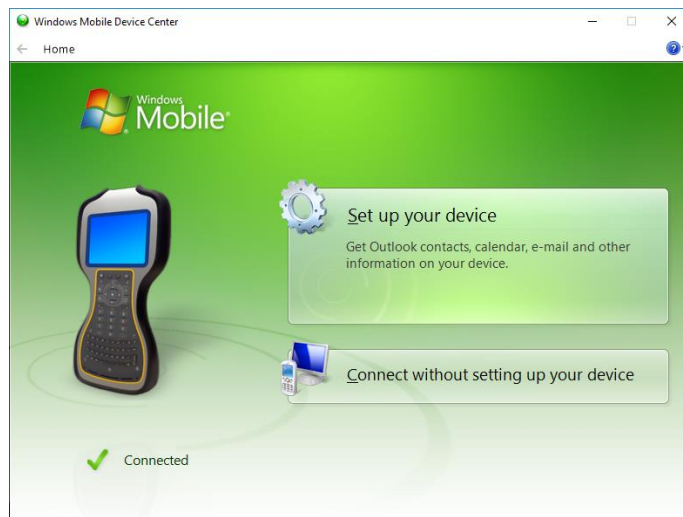 Windows Mobile Device Center
Home
Windows
Mobile®
Set up your device
Get Outlook contacts, calendar, e-mail and other
information on your device.
Connect without setting up your device
Connected